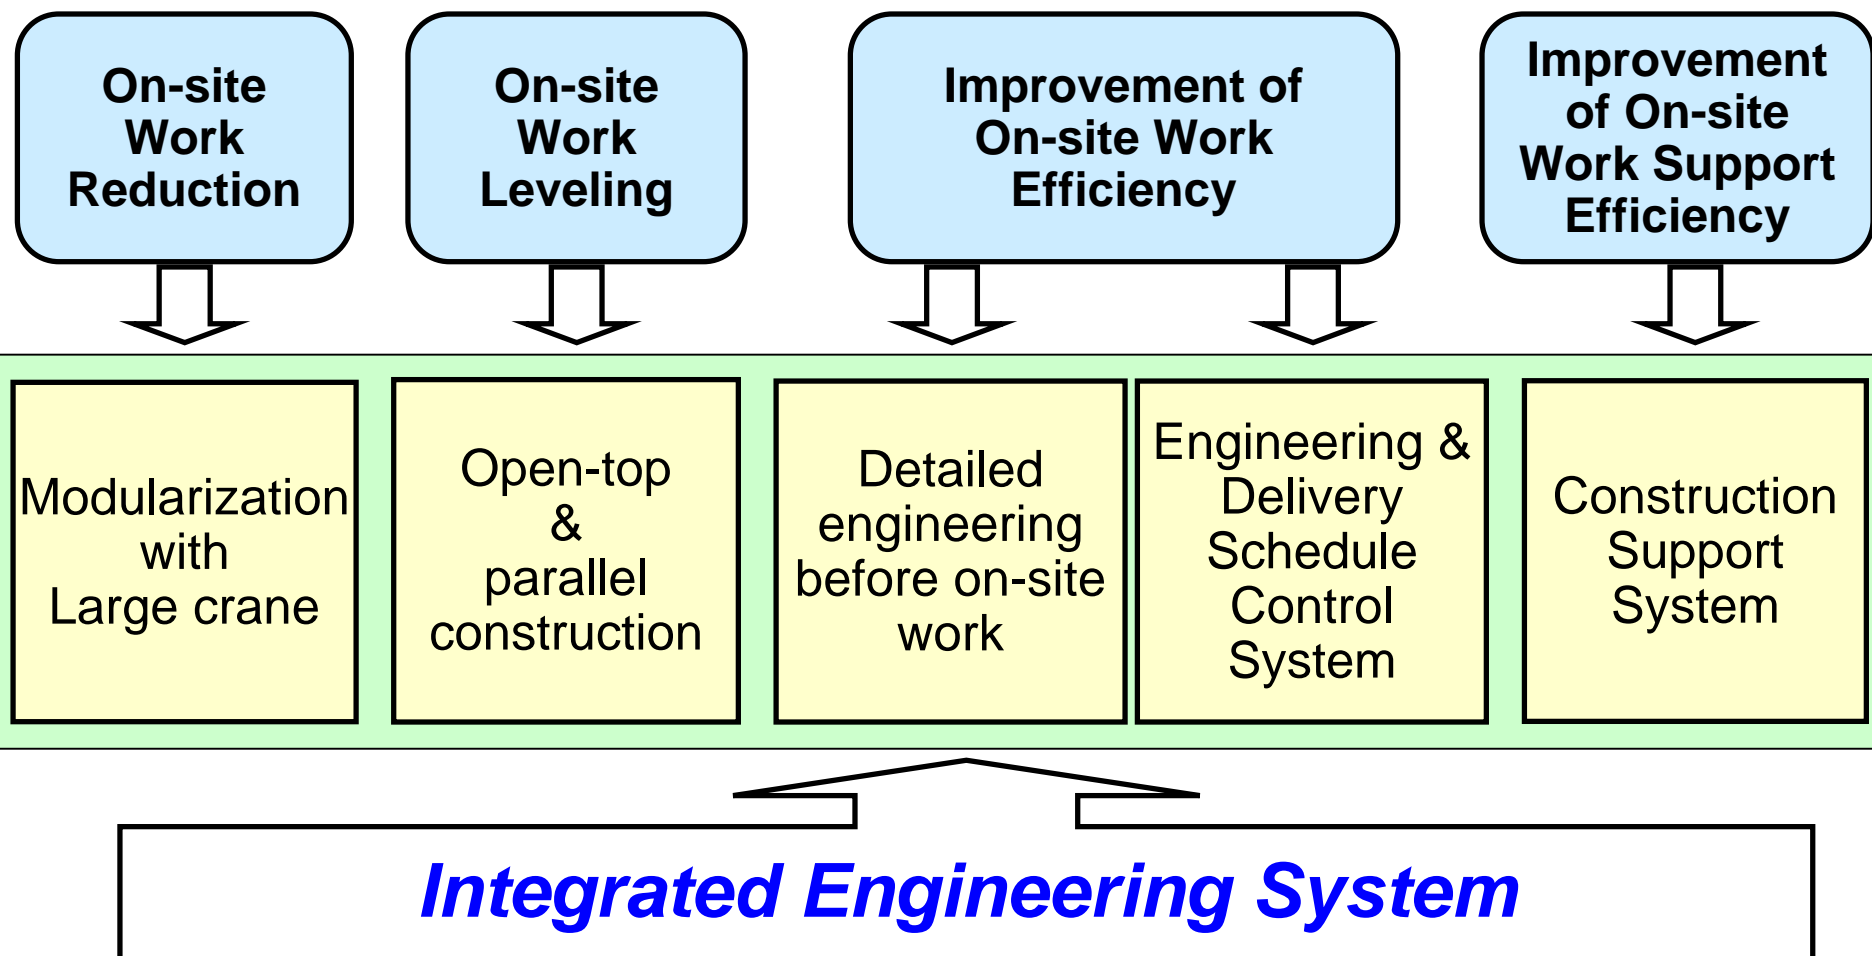 On-site
Work
Reduction
On-site
Work
Leveling
Improvement of
On-site Work
Efficiency
Improvement
of On-site
Work Support
Efficiency
Modularization
with
Large crane
Open-top
&
parallel
construction
Detailed
engineering
before on-site
work
Engineering &
Delivery
Schedule
Control
System
Construction
Support
System
Integrated Engineering System